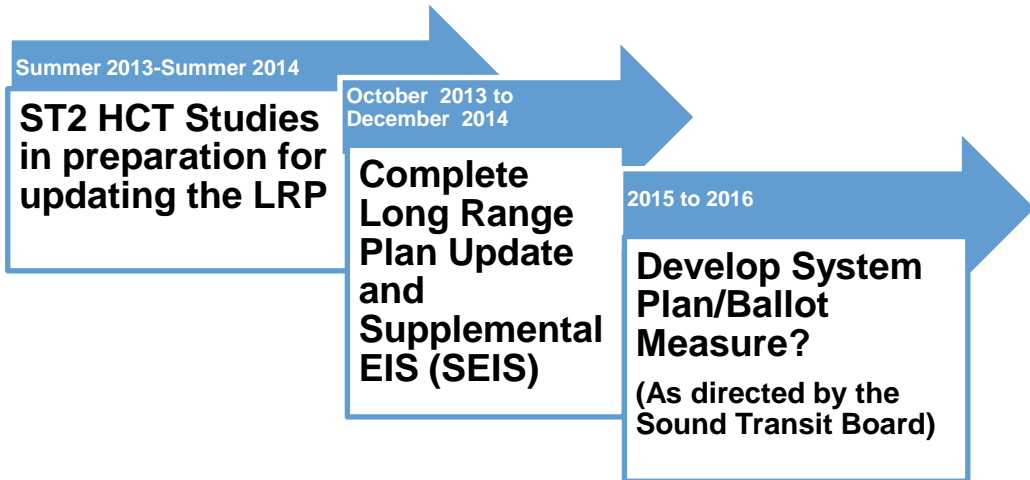 Summer 2013-Summer 2014
ST2 HCT Studies
in preparation for
updating the LRP
October 2013 to
December 2014
Complete
Long Range
Plan Update
and
Supplemental
EIS (SEIS)
2015 to 2016
Develop System
Plan/Ballot
Measure?
(As directed by the
Sound Transit Board)